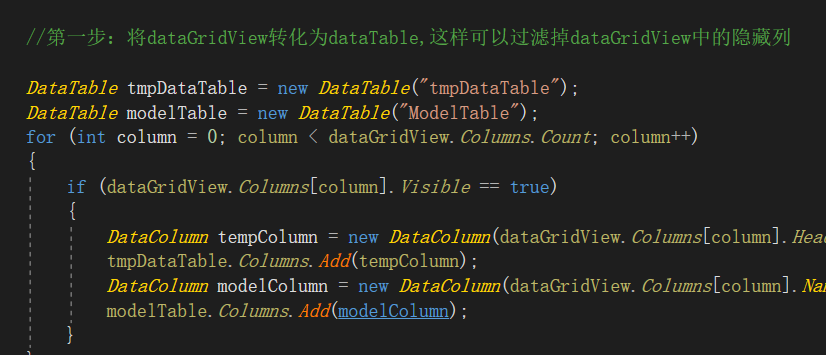 //第一步：将dataGridView转化为dataTable,这样可以过滤掉dataGridView中的隐藏列
DataTable tmpDataTable = new DataTable("tmpDataTable");
DataTable modelTable = new DataTable("ModelTable");
for (int column = 0; column < dataGridView.Columns.Count; column++)
{
if (dataGridView.Columns[column].Visible == true)
{
DataColumn tempColumn = new DataColumn(dataGridView.Columns[column].Hea
tmpDataTable.Columns.Add(tempColumn);
DataColumn modelColumn = new DataColumn(dataGridView.Columns[column].Na
modelTable.Columns.Add(modelColumn);
}